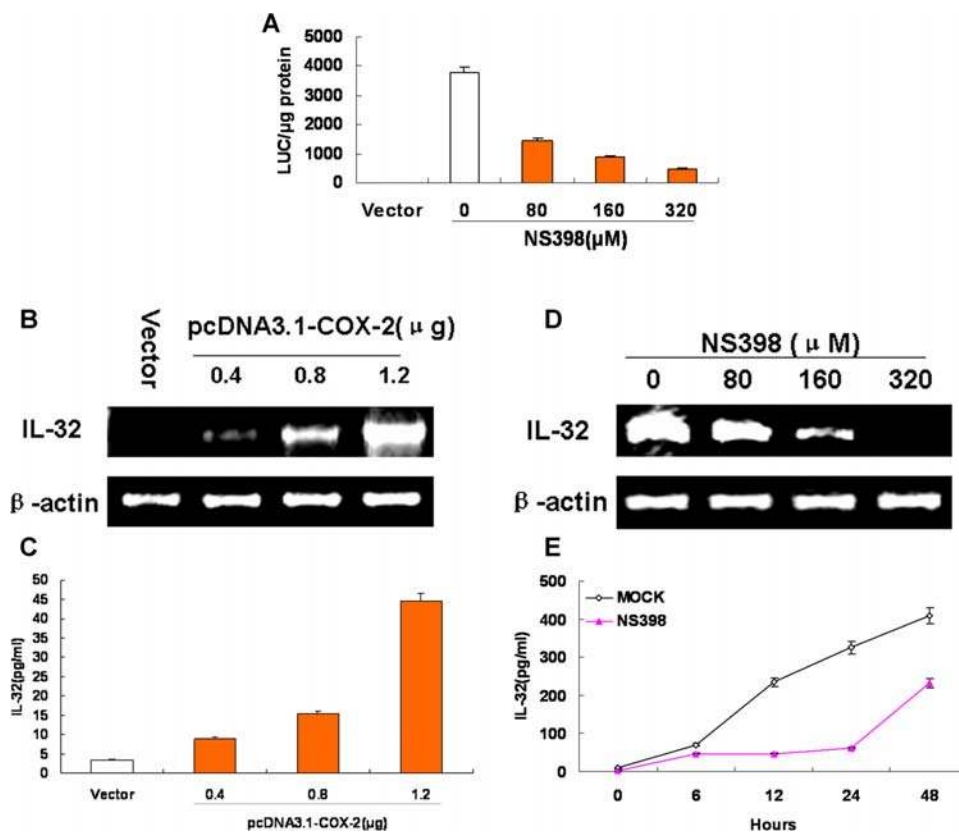 A
LUC/µg protein
5000
4000
3000
2000
1000
0
Vector 0 80 160 320
NS398(µM)
B
Vector
pcDNA3.1-COX-2( μ g)
0.4 0.8 1.2
IL-32
β -actin
C
IL-32(pg/ml)
50
45
40
35
30
25
20
15
10
5
0
Vector 0.4 0.8 1.2
pcDNA3.1-COX-2(µg)
D
NS398 ( μ M)
0 80 160 320
IL-32
β -actin
E
IL-32(pg/ml)
500
400
300
200
100
0
MOCK
NS398
0 6 12 24 48
Hours